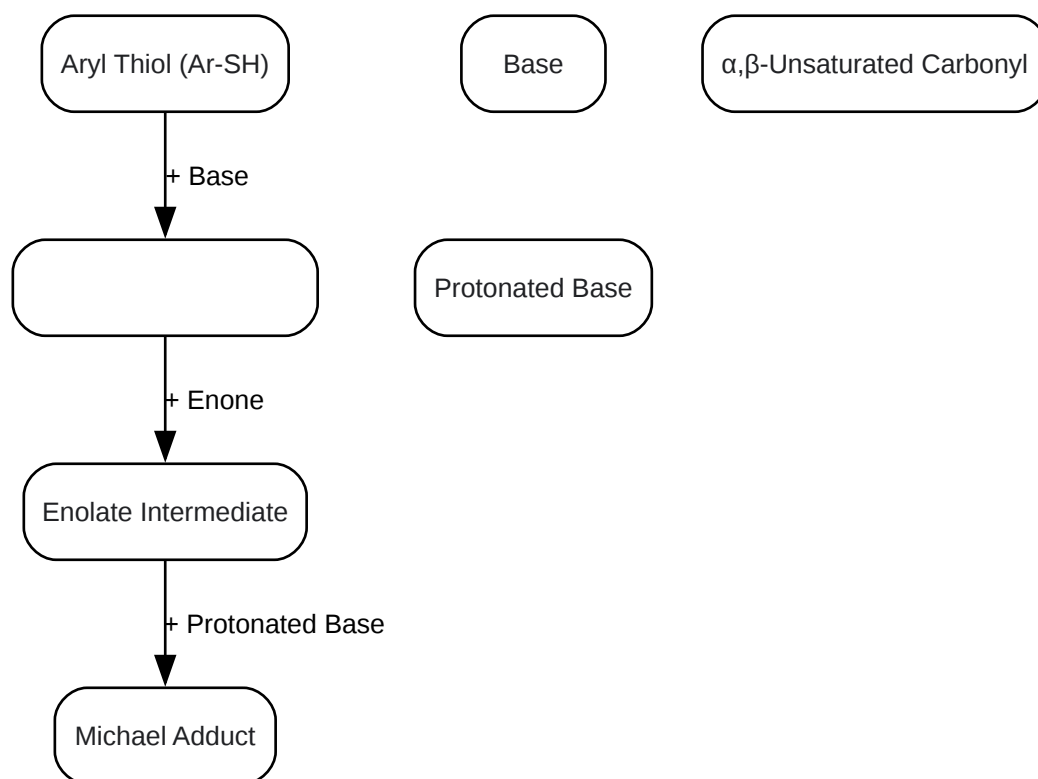 Aryl Thiol (Ar-SH)
Base
α,β-Unsaturated Carbonyl
+ Base
Protonated Base
+ Enone
Enolate Intermediate
+ Protonated Base
Michael Adduct